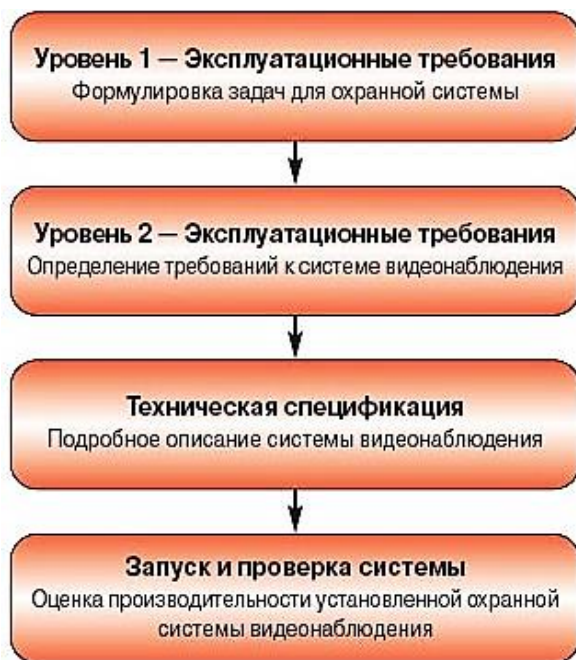 Уровень 1 — Эксплуатационные требования
Формулировка задач для охранной системы
Уровень 2 — Эксплуатационные требования
Определение требований к системе видеонаблюдения
Техническая спецификация
Подробное описание системы видеонаблюдения
Запуск и проверка системы
Оценка производительности установленной охранной
системы видеонаблюдения